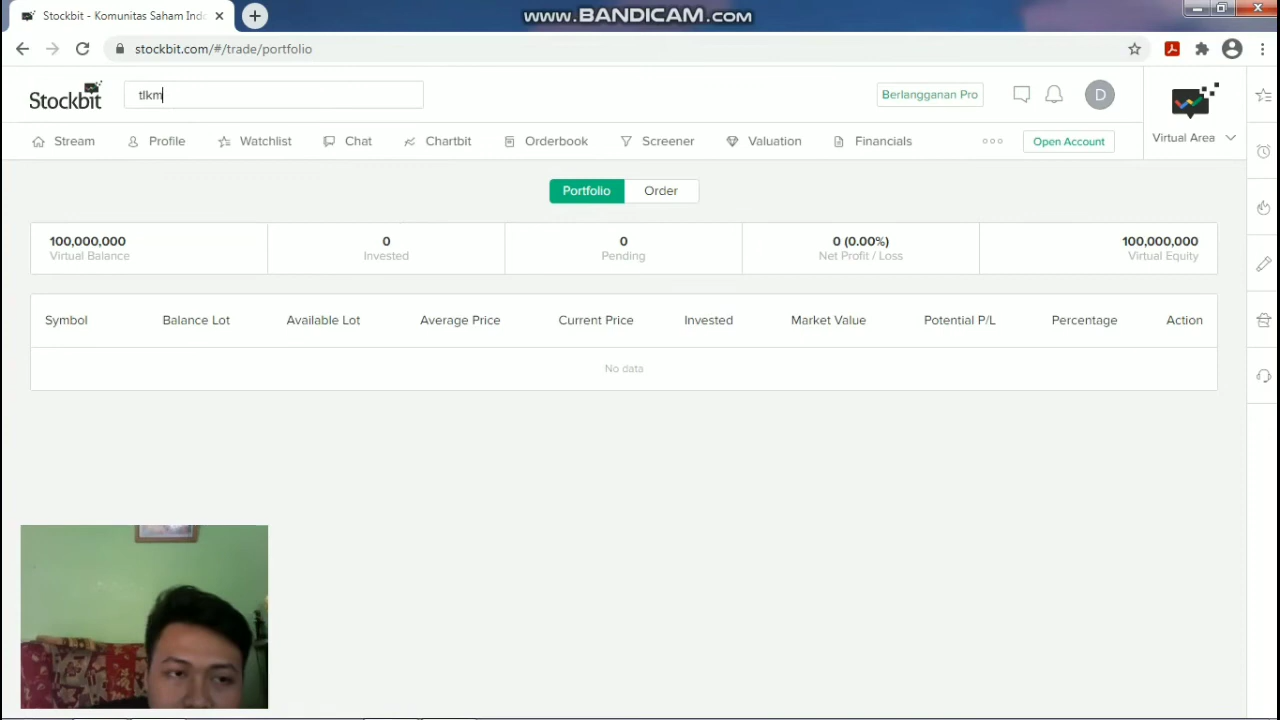 Stockbit - Komunitas Saham Indo
www.BANDICAM.com
stockbit.com/#/trade/portfolio
Stockbit
tlkm
Berlangganan Pro
D
Virtual Area
Stream
Profile
Watchlist
Chat
Chartbit
Orderbook
Screener
Valuation
Financials
Open Account
Portfolio
Order
100,000,000
Virtual Balance
0
Invested
0
Pending
0 (0.00%)
Net Profit / Loss
100,000,000
Virtual Equity
Symbol
Balance Lot
Available Lot
Average Price
Current Price
Invested
Market Value
Potential P/L
Percentage
Action
No data